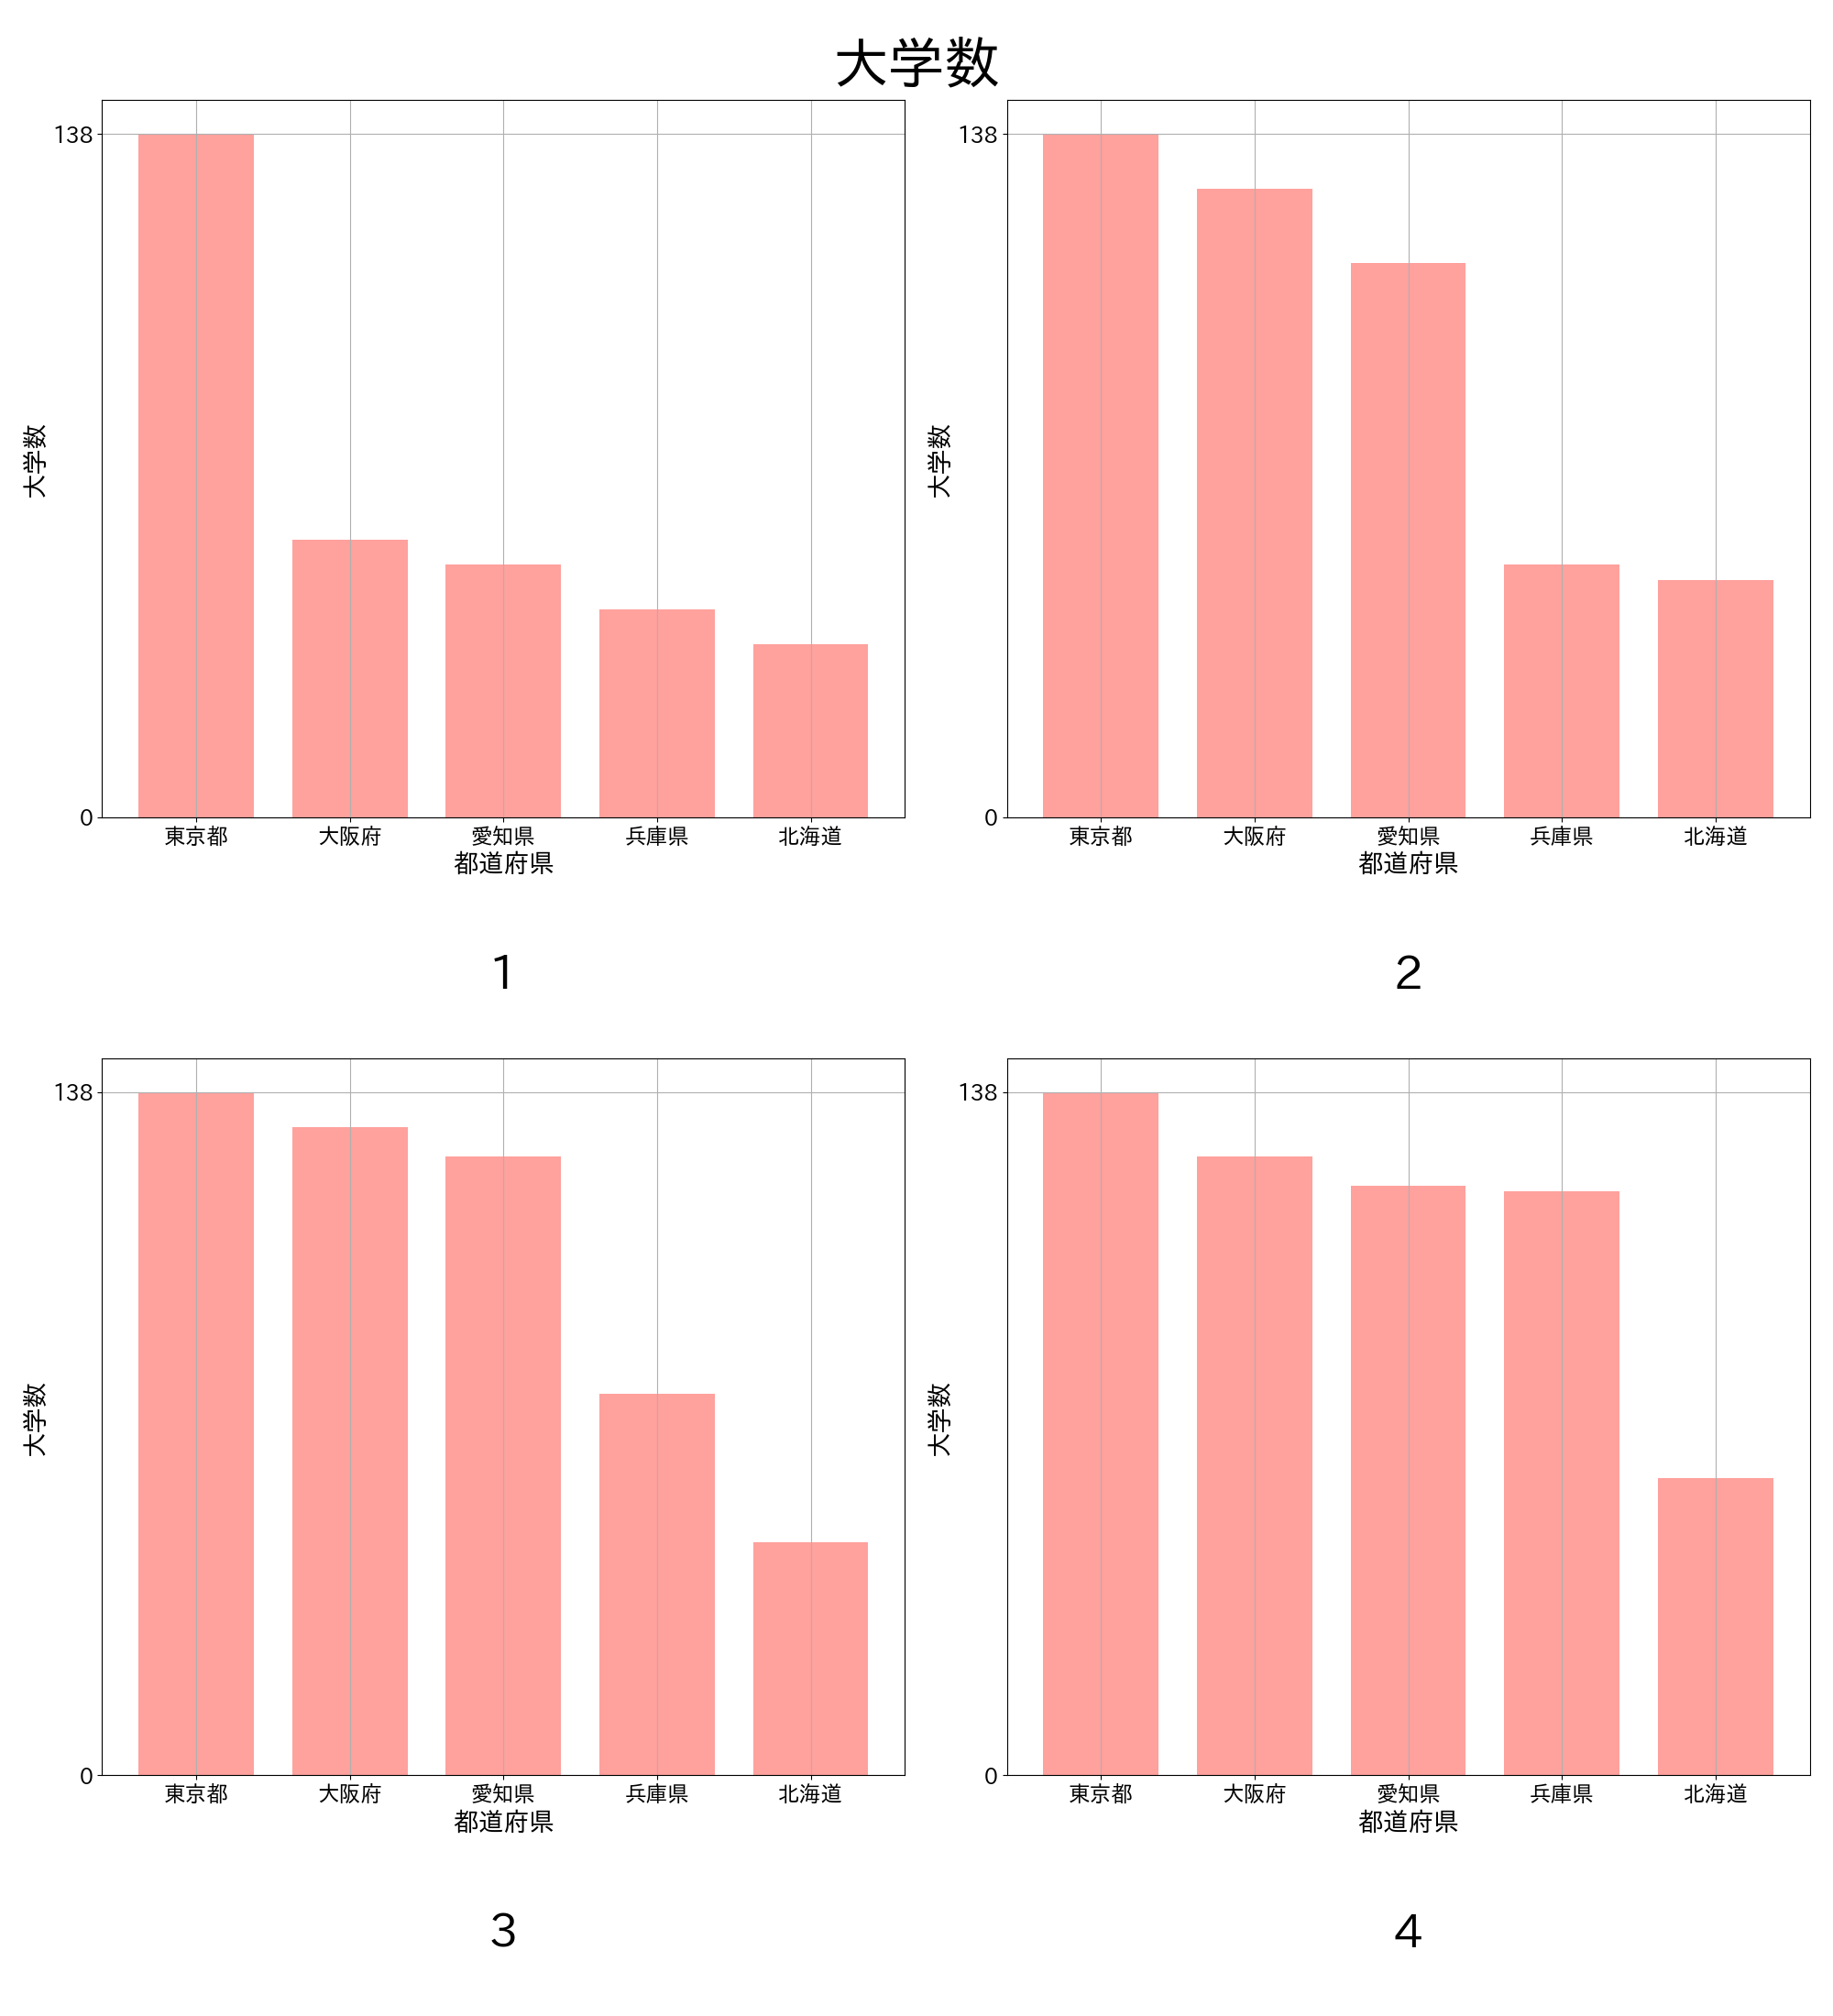 大学数
138
0
大学数
東京都 大阪府 愛知県 兵庫県 北海道
都道府県
1
138
0
大学数
東京都 大阪府 愛知県 兵庫県 北海道
都道府県
2
138
0
大学数
東京都 大阪府 愛知県 兵庫県 北海道
都道府県
3
138
0
大学数
東京都 大阪府 愛知県 兵庫県 北海道
都道府県
4